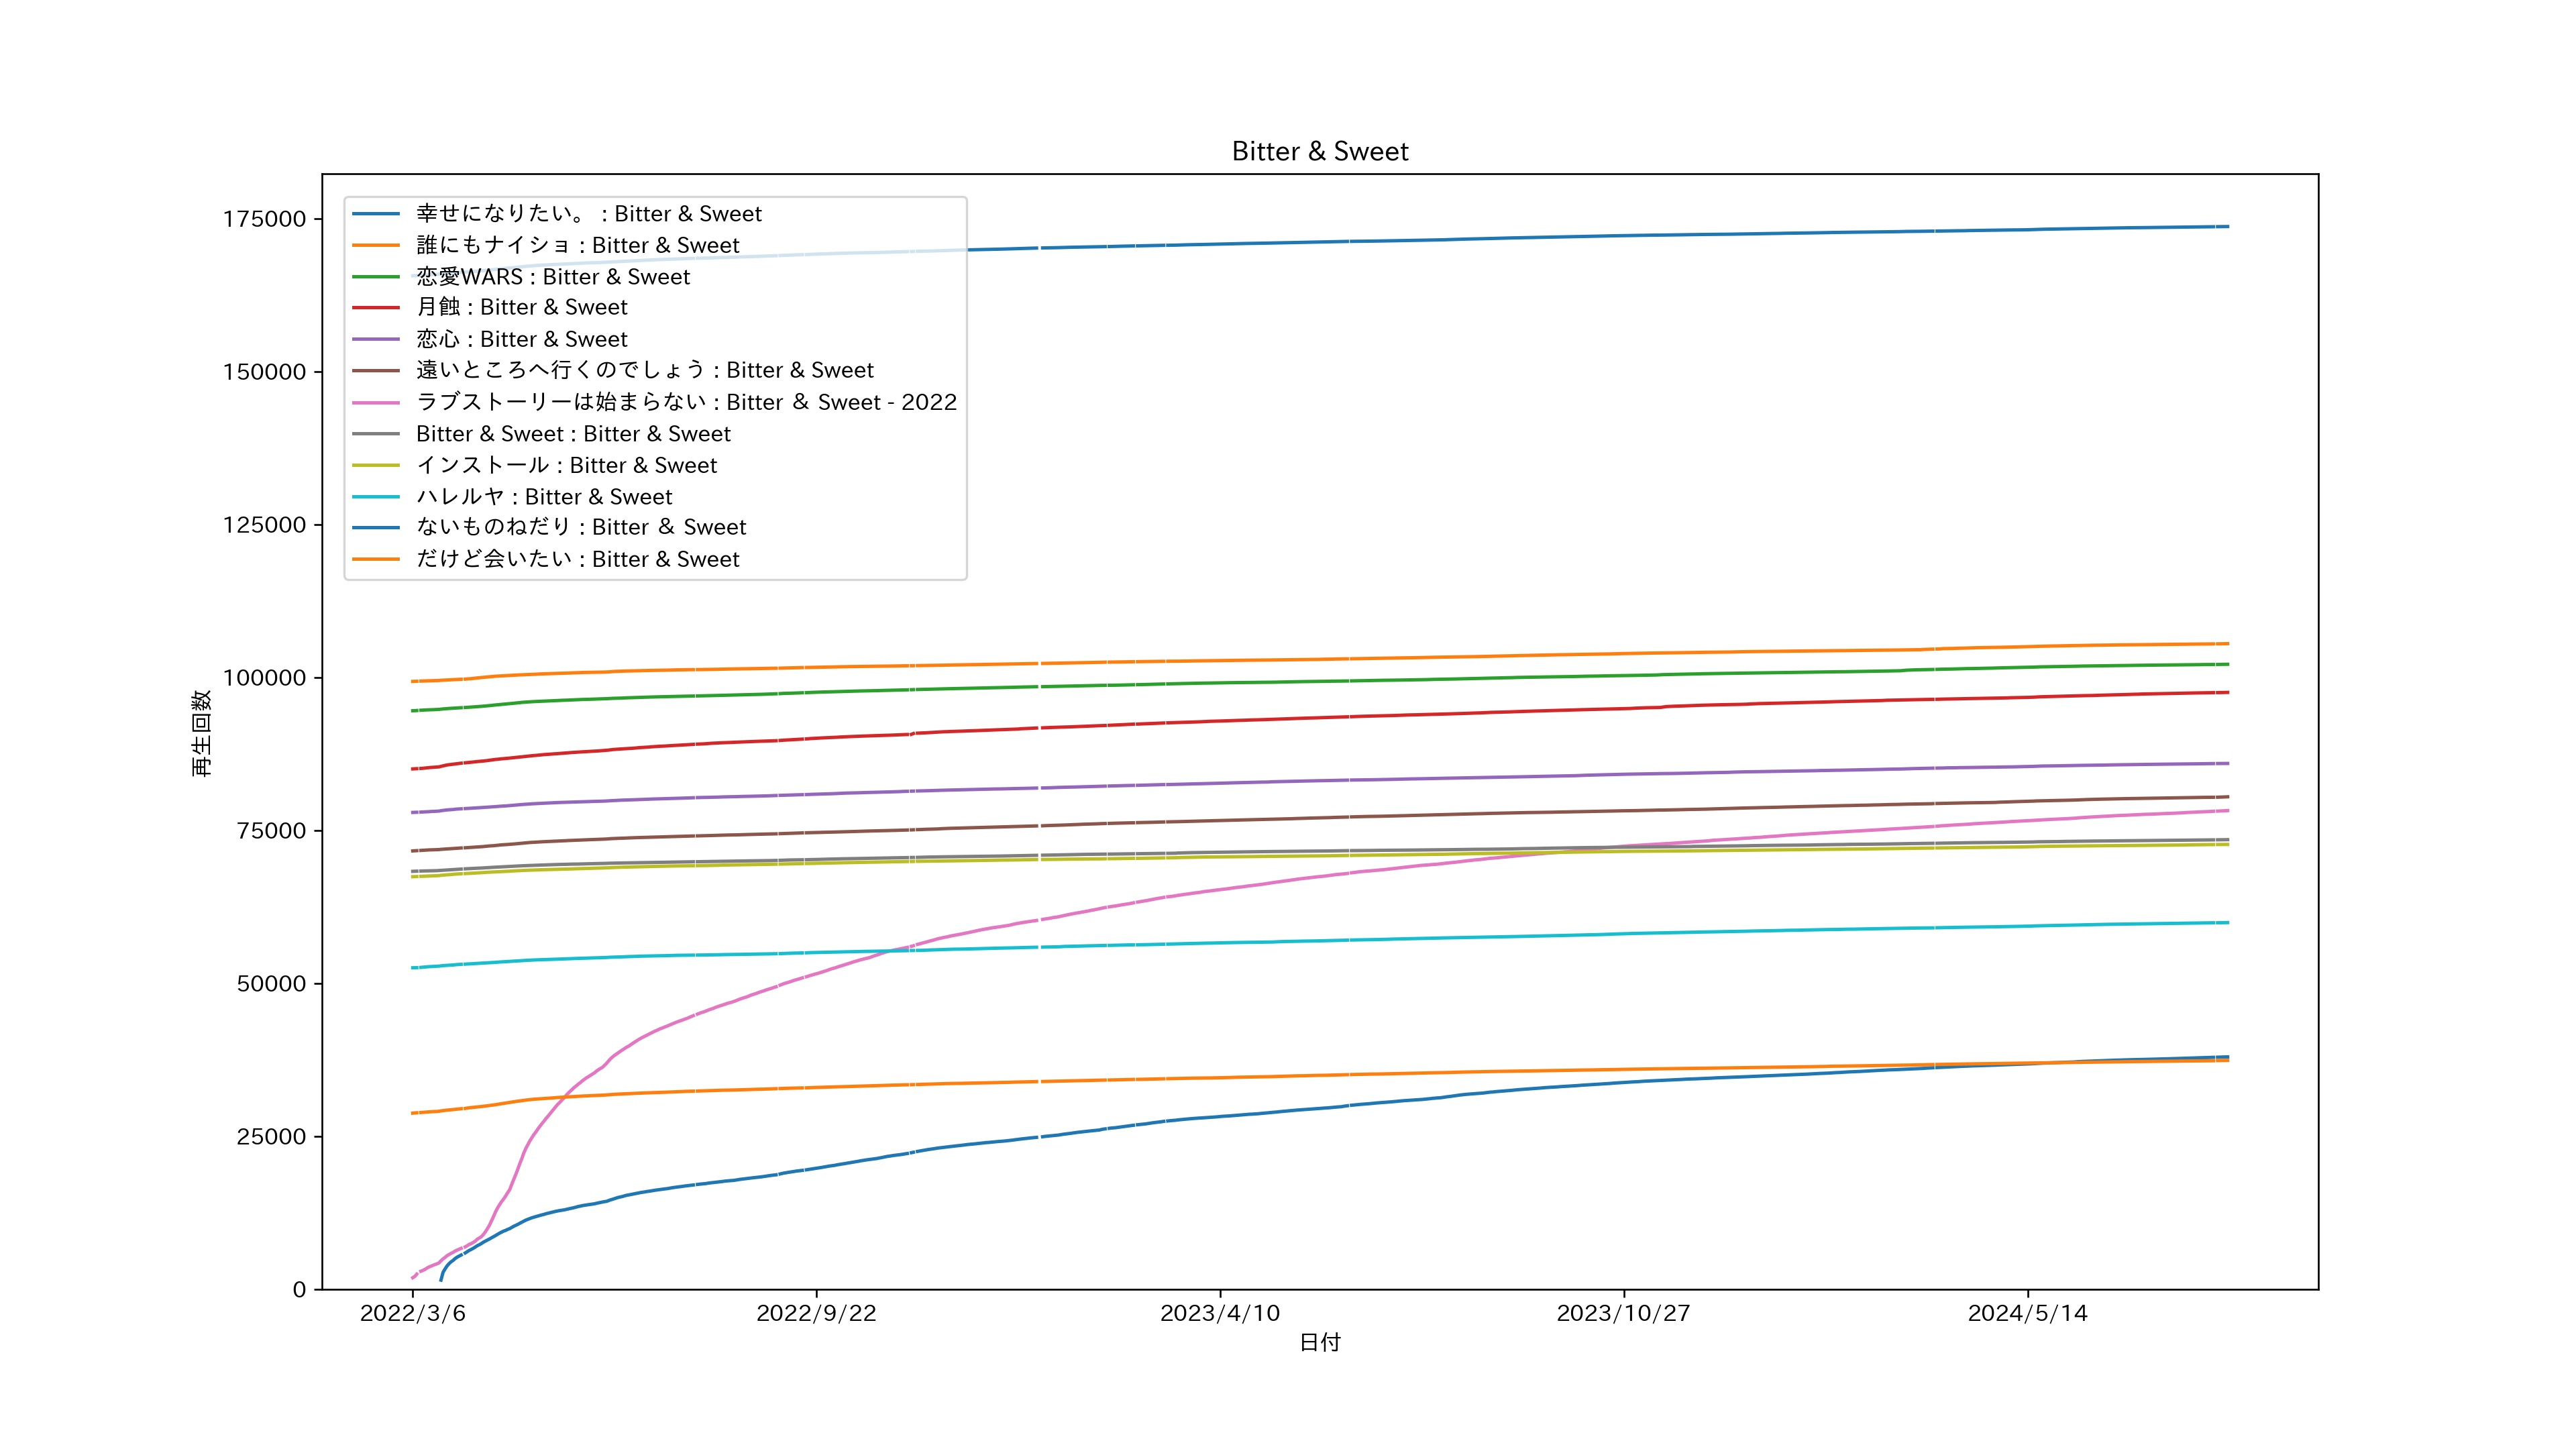 Bitter & Sweet
175000
150000
125000
100000
75000
50000
25000
0
再生回数
幸せになりたい。 : Bitter & Sweet
誰にもナイショ : Bitter & Sweet
恋愛WARS : Bitter & Sweet
月蝕 : Bitter & Sweet
恋心 : Bitter & Sweet
遠いところへ行くのでしょう : Bitter & Sweet
ラブストーリーは始まらない : Bitter ＆ Sweet - 2022
Bitter & Sweet : Bitter & Sweet
インストール : Bitter & Sweet
ハレルヤ : Bitter & Sweet
ないものねだり : Bitter ＆ Sweet
だけど会いたい : Bitter & Sweet
2022/3/6
2022/9/22
2023/4/10
2023/10/27
2024/5/14
日付